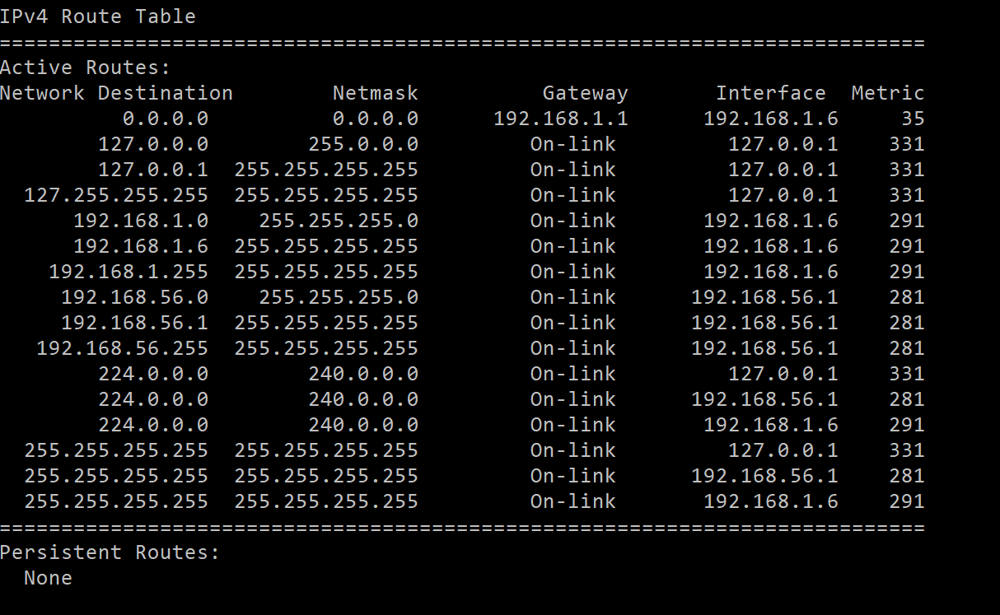 IPv4 Route Table
===========================================================================
Active Routes:
Network Destination        Netmask          Gateway       Interface  Metric
          0.0.0.0          0.0.0.0      192.168.1.1      192.168.1.6     35
        127.0.0.0        255.0.0.0         On-link         127.0.0.1    331
        127.0.0.1  255.255.255.255         On-link         127.0.0.1    331
  127.255.255.255  255.255.255.255         On-link         127.0.0.1    331
      192.168.1.0    255.255.255.0         On-link       192.168.1.6    291
      192.168.1.6  255.255.255.255         On-link       192.168.1.6    291
    192.168.1.255  255.255.255.255         On-link       192.168.1.6    291
     192.168.56.0    255.255.255.0         On-link      192.168.56.1    281
     192.168.56.1  255.255.255.255         On-link      192.168.56.1    281
   192.168.56.255  255.255.255.255         On-link      192.168.56.1    281
        224.0.0.0        240.0.0.0         On-link         127.0.0.1    331
        224.0.0.0        240.0.0.0         On-link      192.168.56.1    281
        224.0.0.0        240.0.0.0         On-link       192.168.1.6    291
  255.255.255.255  255.255.255.255         On-link         127.0.0.1    331
  255.255.255.255  255.255.255.255         On-link      192.168.56.1    281
  255.255.255.255  255.255.255.255         On-link       192.168.1.6    291
===========================================================================
Persistent Routes:
  None